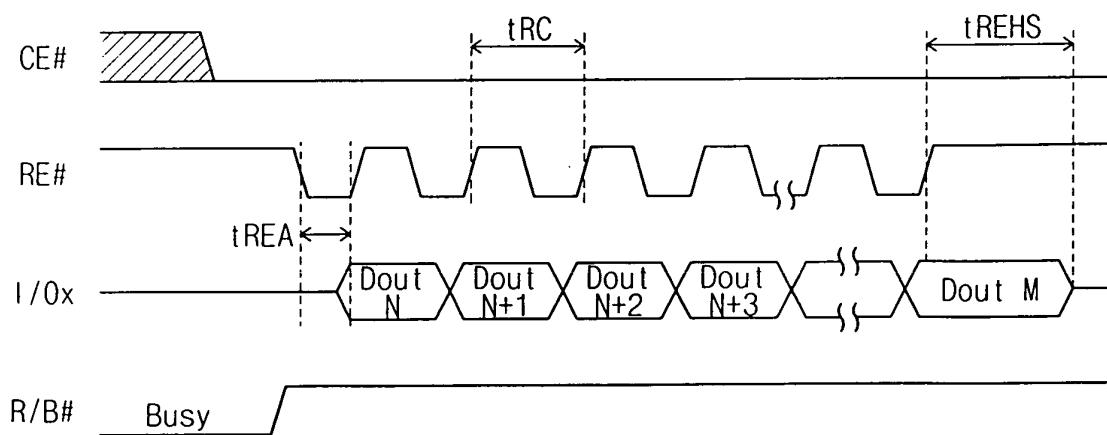 tRC
tREHS
CE#
RE#
tREA
I/Ox
Dout N
Dout N+1
Dout N+2
Dout N+3
Dout M
R/B#
Busy